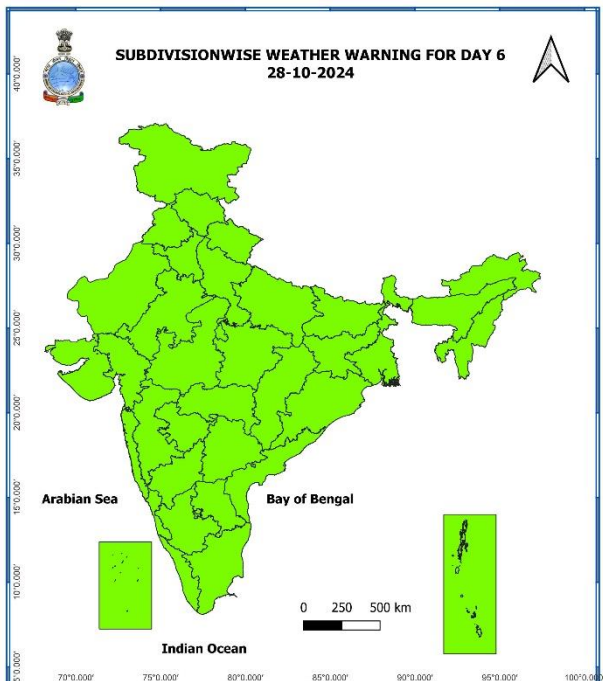 SUBDIVISIONWISE WEATHER WARNING FOR DAY 6
28-10-2024
40°0.000'
35°0.000'
30°0.000'
25°0.000'
20°0.000'
15°0.000'
10°0.000'
5°0.000'
Arabian Sea
Bay of Bengal
0 250 500 km
Indian Ocean
70°0.000' 75°0.000' 80°0.000' 85°0.000' 90°0.000' 95°0.000' 100°0.000'